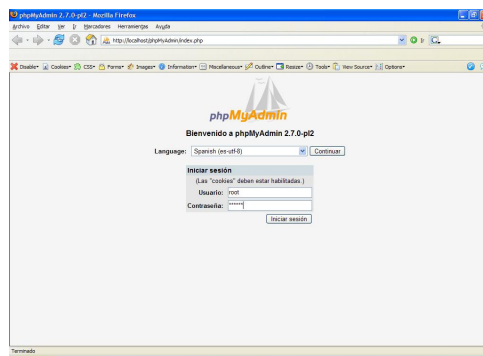 phpMyAdmin 2.7.0-pl2 - Mozilla Firefox
Archivo Editar Ver Ir Marcadores Herramientas Ayuda
http://localhost/phpMyAdmin/index.php
Disable Cookies CSS Forms Images Information Miscellaneous Outline Resize Tools View Source Options
phpMyAdmin
Bienvenido a phpMyAdmin 2.7.0-pl2
Language: Spanish (es-utf-8) Continuar
Iniciar sesión
(Las "cookies" deben estar habilitadas.)
Usuario: root
Contraseña: ******
Iniciar sesión
Terminado